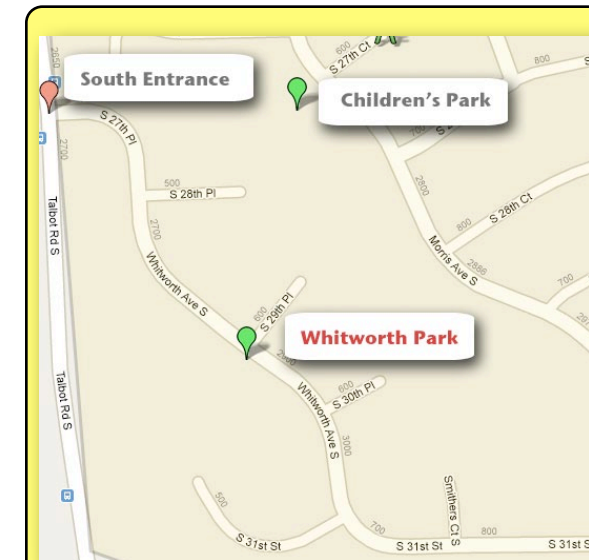 2650
600
S 27th Ct
800
South Entrance
Children's Park
S 27th Pl
2700
700
500
S 28th Pl
2800
2700
800
S 28th Ct
Talbot Rd S
Morris Ave S
2886
700
Whitworth Ave S
600
S 29th Pl
Whitworth Park
600
S 30th Pl
Talbot Rd S
Whitworth Ave S
3000
500
Smithers Ct S
S 31st St
700
S 31st St
800
S 31st S